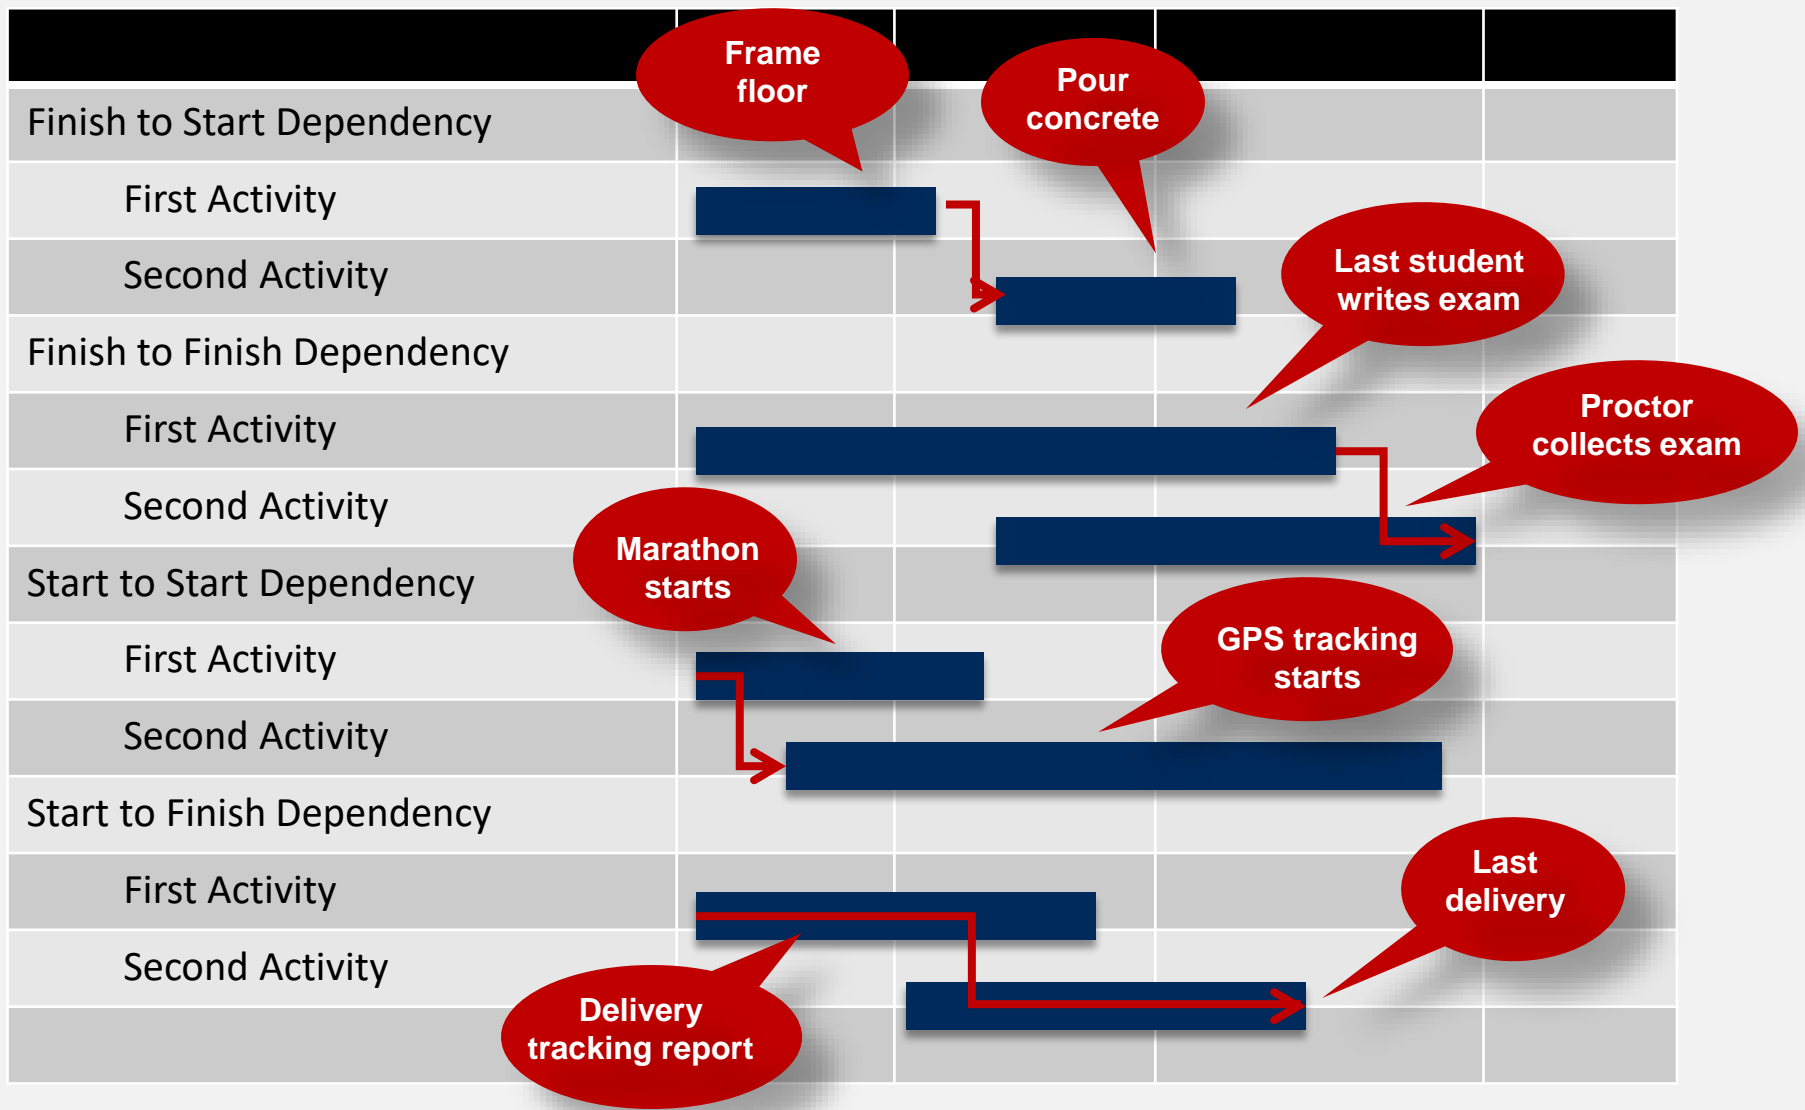 Frame
floor
Pour
concrete
Finish to Start Dependency
First Activity
Second Activity
Last student
writes exam
Finish to Finish Dependency
First Activity
Proctor
collects exam
Second Activity
Marathon
starts
Start to Start Dependency
First Activity
GPS tracking
starts
Second Activity
Start to Finish Dependency
First Activity
Last
delivery
Second Activity
Delivery
tracking report